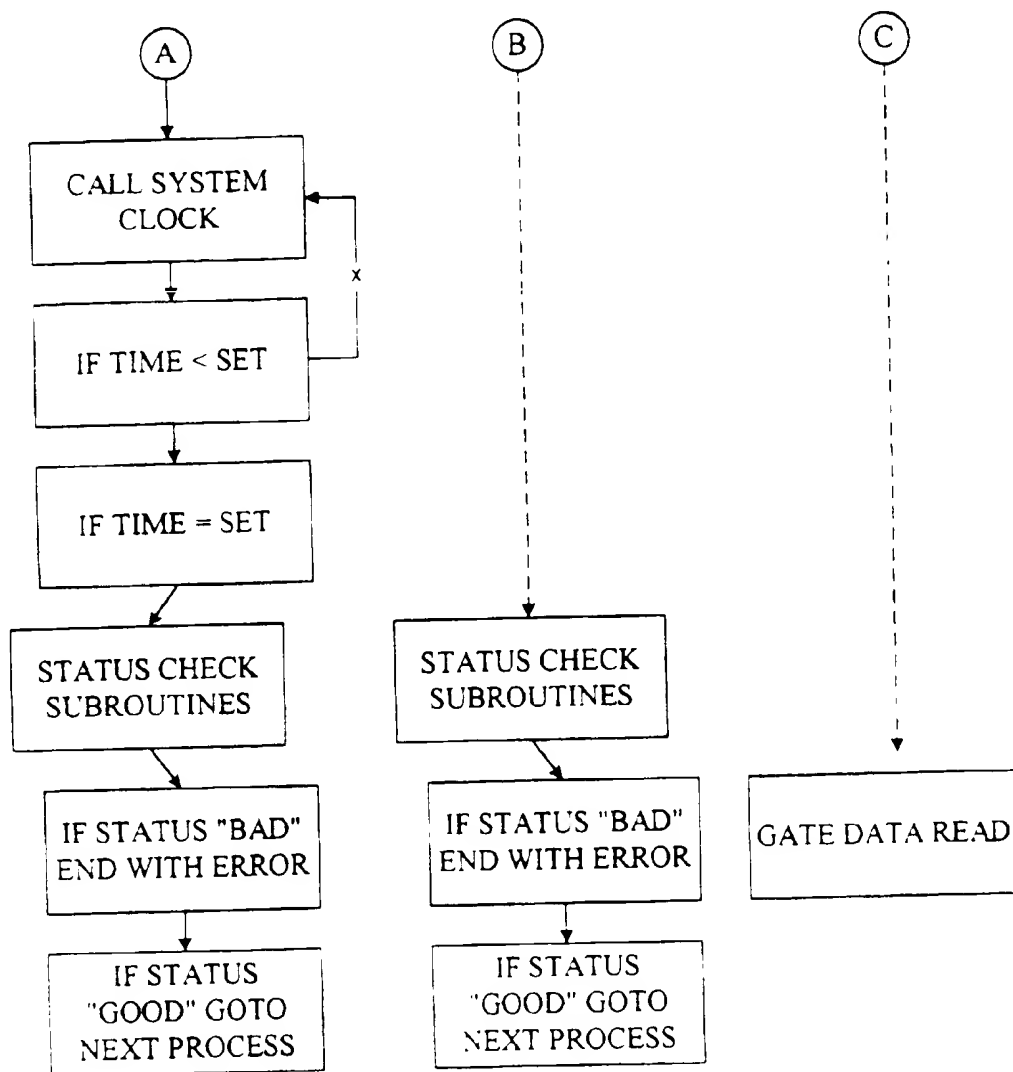 A
CALL SYSTEM
CLOCK
x
IF TIME < SET
IF TIME = SET
STATUS CHECK
SUBROUTINES
IF STATUS "BAD"
END WITH ERROR
IF STATUS
"GOOD" GOTO
NEXT PROCESS
B
STATUS CHECK
SUBROUTINES
IF STATUS "BAD"
END WITH ERROR
IF STATUS
"GOOD" GOTO
NEXT PROCESS
C
GATE DATA READ